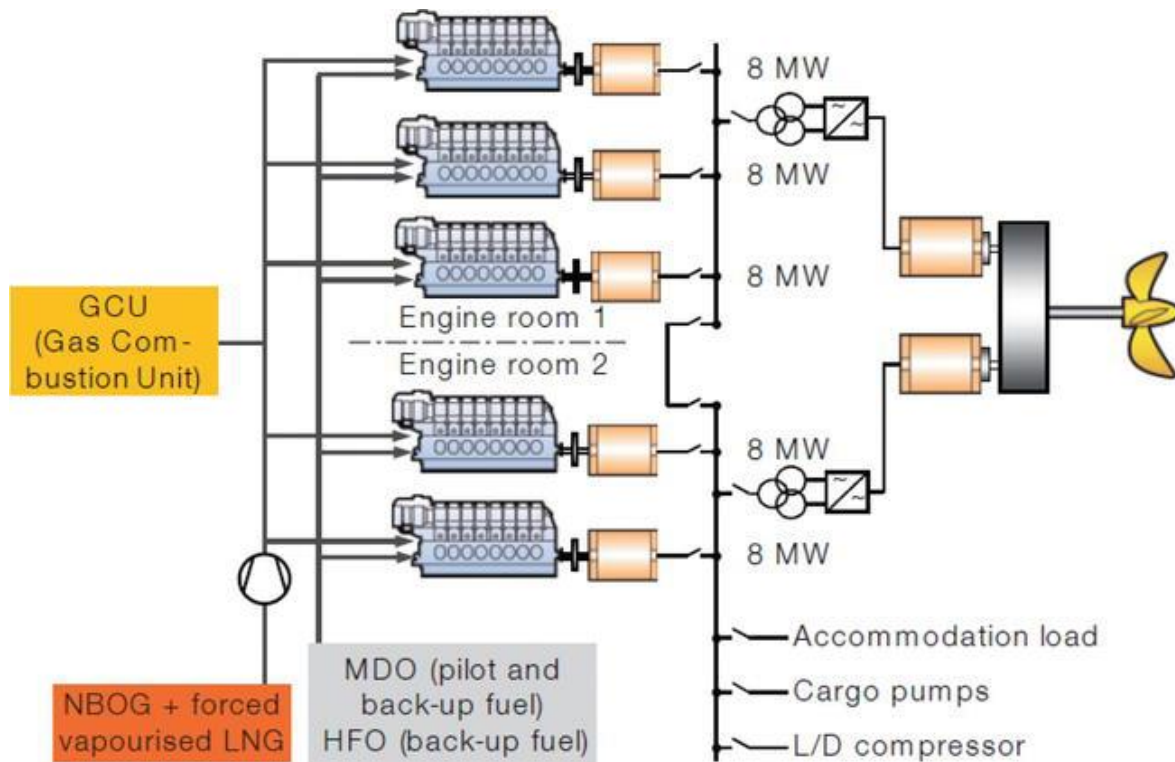 8 MW
8 MW
8 MW
GCU
(Gas Com-
bustion Unit)
Engine room 1
Engine room 2
8 MW
8 MW
NBOG + forced
vapourised LNG
MDO (pilot and
back-up fuel)
HFO (back-up fuel)
Accommodation load
Cargo pumps
L/D compressor